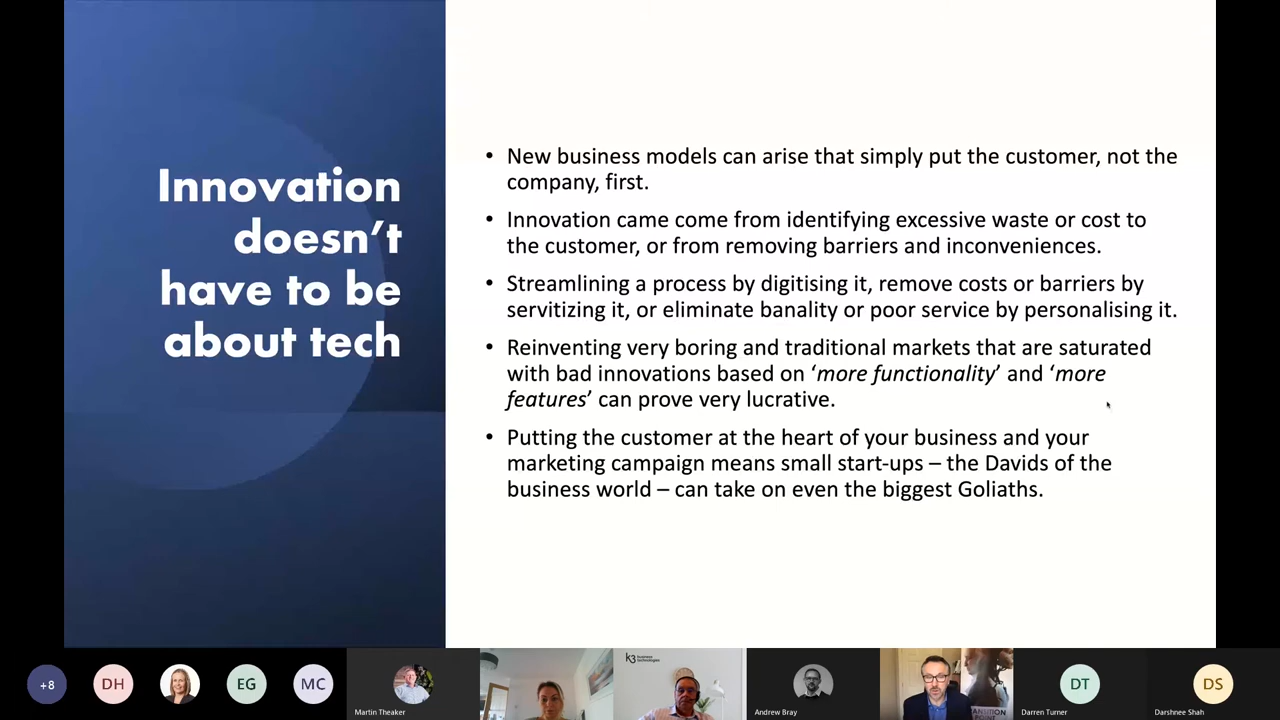 Innovation
doesn't
have to be
about tech
• New business models can arise that simply put the customer, not the
company, first.
• Innovation came come from identifying excessive waste or cost to
the customer, or from removing barriers and inconveniences.
• Streamlining a process by digitising it, remove costs or barriers by
servitizing it, or eliminate banality or poor service by personalising it.
• Reinventing very boring and traditional markets that are saturated
with bad innovations based on ‘more functionality’ and ‘more
features’ can prove very lucrative.
• Putting the customer at the heart of your business and your
marketing campaign means small start-ups – the Davids of the
business world – can take on even the biggest Goliaths.
+8
DH
EG
MC
Martin Theaker
k3 business
technologies
Andrew Bray
DT
Darren Turner
DS
Darshnee Shah